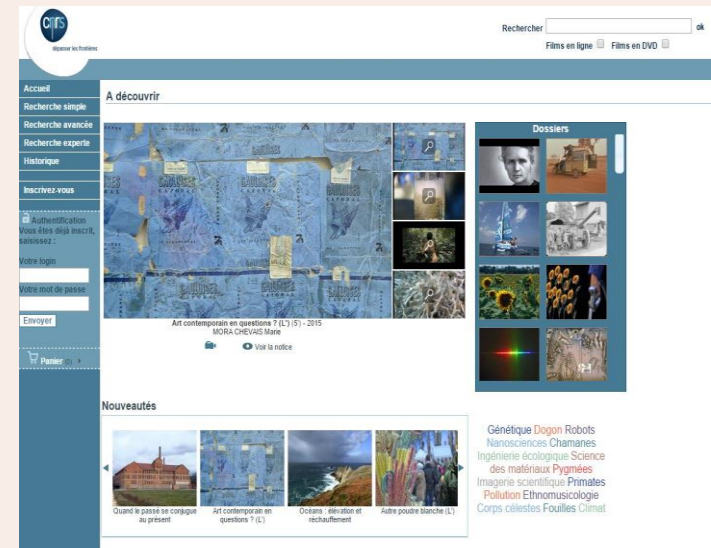 cnrs
dépasser les frontières
Rechercher ok
Films en ligne Films en DVD
Accueil
Recherche simple
Recherche avancée
Recherche experte
Historique
Inscrivez-vous
Authentification
Vous êtes déjà inscrit,
saisissez :
Votre login
Votre mot de passe
Envoyer
Panier (0)
A découvrir
GAULOISES
CAPORAL
Art contemporain en questions ? (L') (5') - 2015
MORA CHEVAIS Marie
Voir la notice
Dossiers
Nouveautés
Quand le passé se conjugue
au présent
Art contemporain en
questions ? (L')
Océans : élévation et
réchauffement
Autre poudre blanche (L')
Génétique Dogon Robots
Nanosciences Chamanes
Ingénierie écologique Science
des matériaux Pygmées
Imagerie scientifique Primates
Pollution Ethnomusicologie
Corps célestes Fouilles Climat